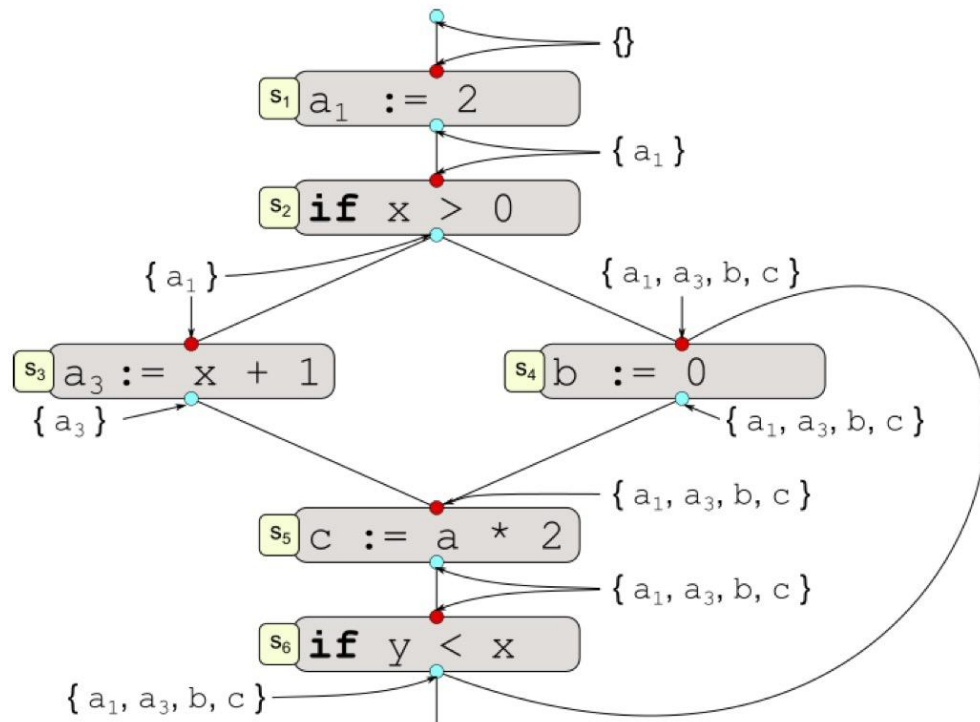 {}
s1 a1 := 2
{ a1 }
s2 if x > 0
{ a1 }
{ a1, a3, b, c }
s3 a3 := x + 1
s4 b := 0
{ a3 }
{ a1, a3, b, c }
{ a1, a3, b, c }
s5 c := a * 2
{ a1, a3, b, c }
s6 if y < x
{ a1, a3, b, c }